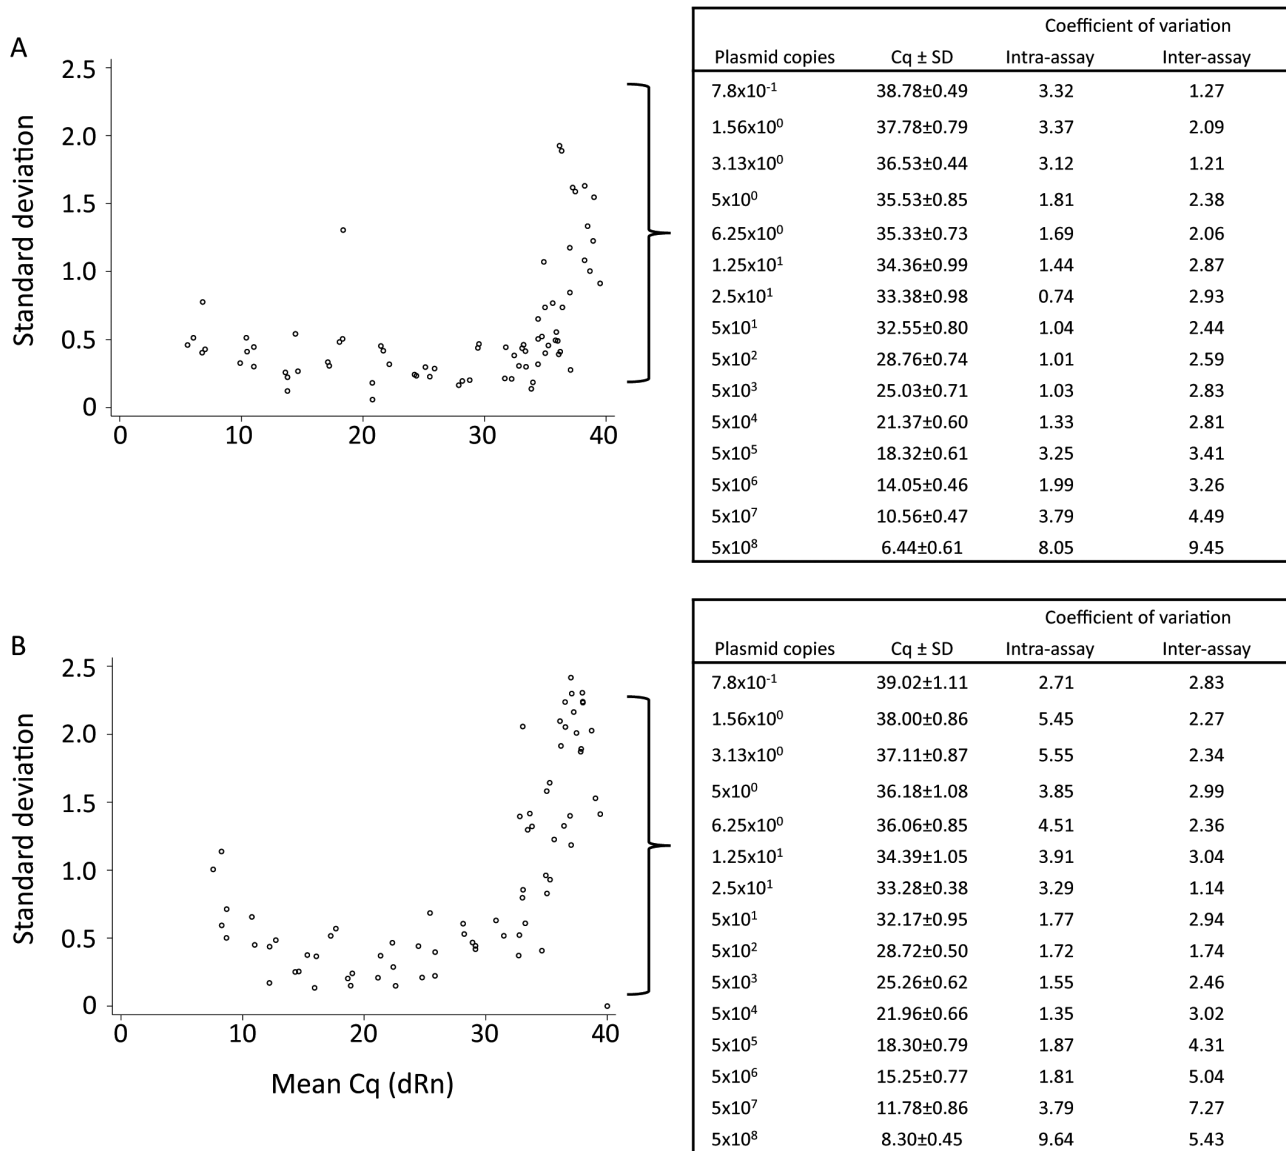 A
Standard deviation
2.5
2.0
1.5
1.0
0.5
0
0 10 20 30 40
Coefficient of variation
Plasmid copies Cq ± SD Intra-assay Inter-assay
7.8x10⁻¹ 38.78±0.49 3.32 1.27
1.56x10⁰ 37.78±0.79 3.37 2.09
3.13x10⁰ 36.53±0.44 3.12 1.21
5x10⁰ 35.53±0.85 1.81 2.38
6.25x10⁰ 35.33±0.73 1.69 2.06
1.25x10¹ 34.36±0.99 1.44 2.87
2.5x10¹ 33.38±0.98 0.74 2.93
5x10¹ 32.55±0.80 1.04 2.44
5x10² 28.76±0.74 1.01 2.59
5x10³ 25.03±0.71 1.03 2.83
5x10⁴ 21.37±0.60 1.33 2.81
5x10⁵ 18.32±0.61 3.25 3.41
5x10⁶ 14.05±0.46 1.99 3.26
5x10⁷ 10.56±0.47 3.79 4.49
5x10⁸ 6.44±0.61 8.05 9.45
B
Standard deviation
2.5
2.0
1.5
1.0
0.5
0
0 10 20 30 40
Mean Cq (dRn)
Coefficient of variation
Plasmid copies Cq ± SD Intra-assay Inter-assay
7.8x10⁻¹ 39.02±1.11 2.71 2.83
1.56x10⁰ 38.00±0.86 5.45 2.27
3.13x10⁰ 37.11±0.87 5.55 2.34
5x10⁰ 36.18±1.08 3.85 2.99
6.25x10⁰ 36.06±0.85 4.51 2.36
1.25x10¹ 34.39±1.05 3.91 3.04
2.5x10¹ 33.28±0.38 3.29 1.14
5x10¹ 32.17±0.95 1.77 2.94
5x10² 28.72±0.50 1.72 1.74
5x10³ 25.26±0.62 1.55 2.46
5x10⁴ 21.96±0.66 1.35 3.02
5x10⁵ 18.30±0.79 1.87 4.31
5x10⁶ 15.25±0.77 1.81 5.04
5x10⁷ 11.78±0.86 3.79 7.27
5x10⁸ 8.30±0.45 9.64 5.43